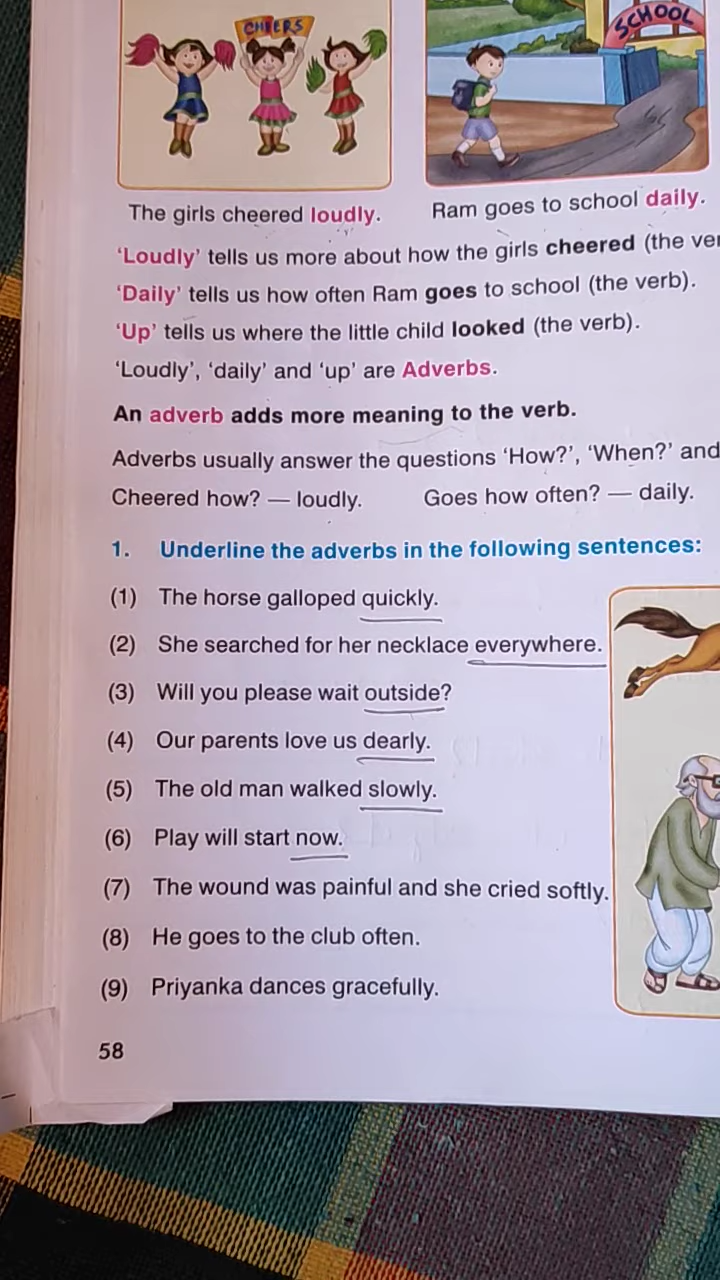 CHEERS
SCHOOL
The girls cheered loudly.
Ram goes to school daily.
‘Loudly’ tells us more about how the girls cheered (the
‘Daily’ tells us how often Ram goes to school (the verb).
‘Up’ tells us where the little child looked (the verb).
‘Loudly’, ‘daily’ and ‘up’ are Adverbs.
An adverb adds more meaning to the verb.
Adverbs usually answer the questions ‘How?’, ‘When?’ and
Cheered how? — loudly. Goes how often? — daily.
1. Underline the adverbs in the following sentences:
(1) The horse galloped quickly.
(2) She searched for her necklace everywhere.
(3) Will you please wait outside?
(4) Our parents love us dearly.
(5) The old man walked slowly.
(6) Play will start now.
(7) The wound was painful and she cried softly.
(8) He goes to the club often.
(9) Priyanka dances gracefully.
58